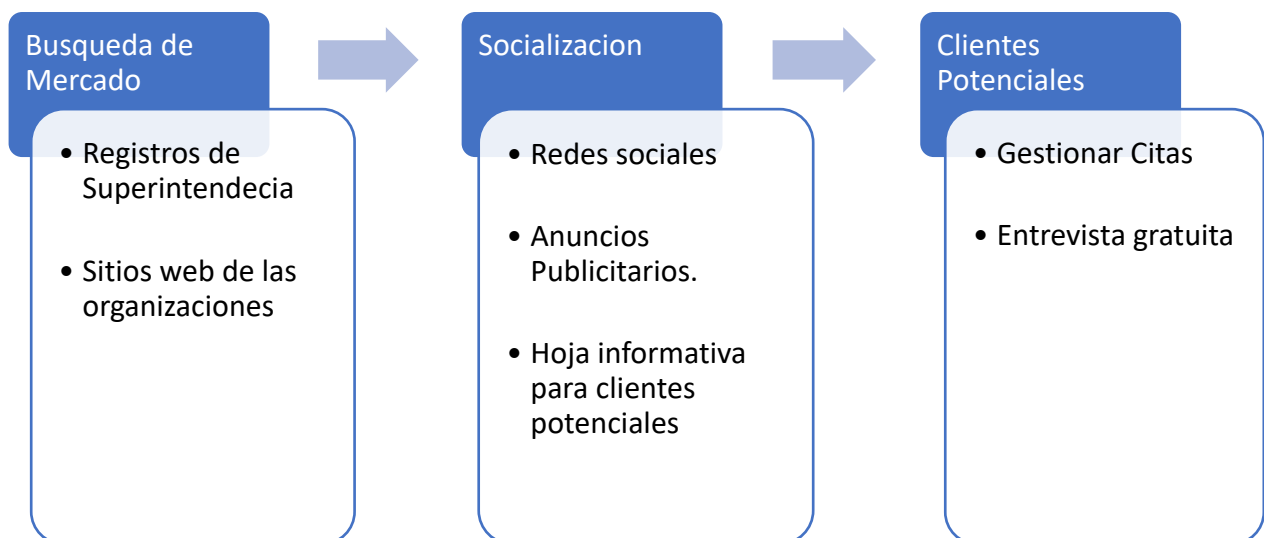 Busqueda de
Mercado
• Registros de
Superintendecia
• Sitios web de las
organizaciones
Socializacion
• Redes sociales
• Anuncios
Publicitarios.
• Hoja informativa
para clientes
potenciales
Clientes
Potenciales
• Gestionar Citas
• Entrevista gratuita